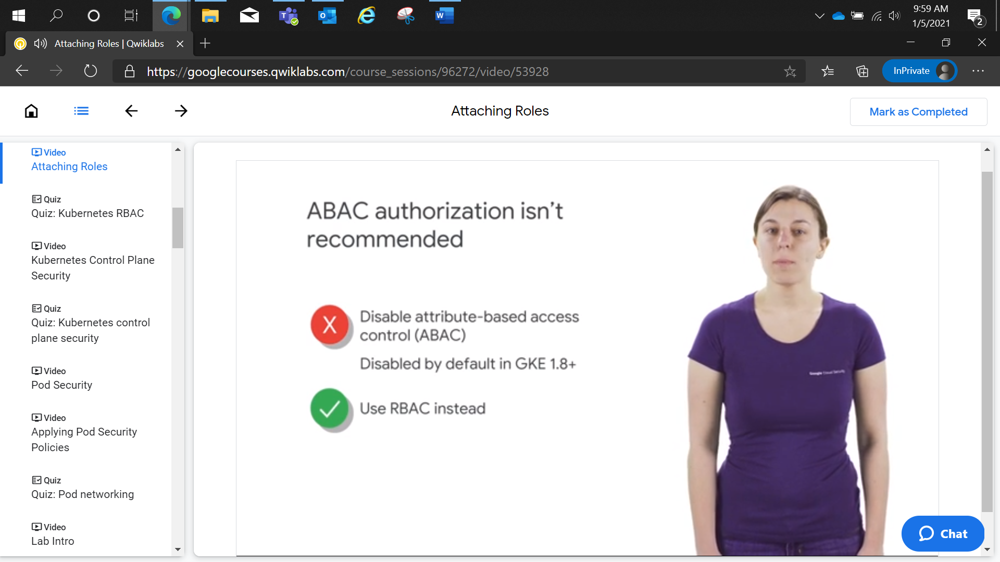 9:59 AM
1/5/2021
2
Attaching Roles | Qwiklabs
https://googlecourses.qwiklabs.com/course_sessions/96272/video/53928
InPrivate
Attaching Roles
Mark as Completed
Video
Attaching Roles
Quiz
Quiz: Kubernetes RBAC
Video
Kubernetes Control Plane
Security
Quiz
Quiz: Kubernetes control
plane security
Video
Pod Security
Video
Applying Pod Security
Policies
Quiz
Quiz: Pod networking
Video
Lab Intro
ABAC authorization isn’t
recommended
X
Disable attribute-based access
control (ABAC)
Disabled by default in GKE 1.8+
Use RBAC instead
Google Cloud Security
Chat